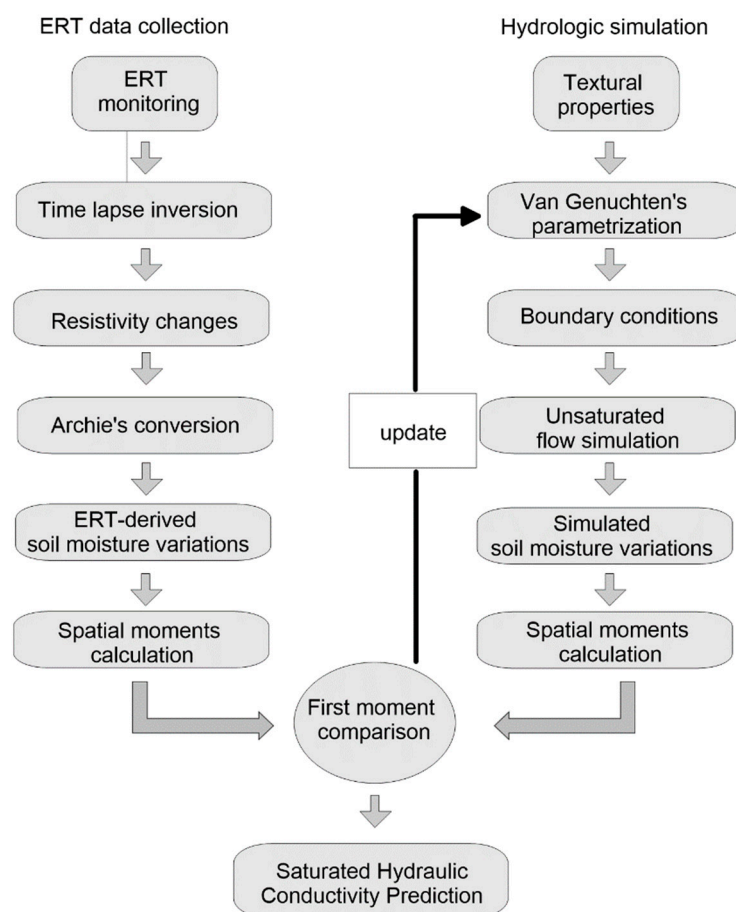 ERT data collection
ERT
monitoring
Time lapse inversion
Resistivity changes
Archie's conversion
ERT-derived
soil moisture variations
Spatial moments
calculation
Hydrologic simulation
Textural
properties
Van Genuchten's
parametrization
Boundary conditions
Unsaturated
flow simulation
Simulated
soil moisture variations
Spatial moments
calculation
update
First moment
comparison
Saturated Hydraulic
Conductivity Prediction